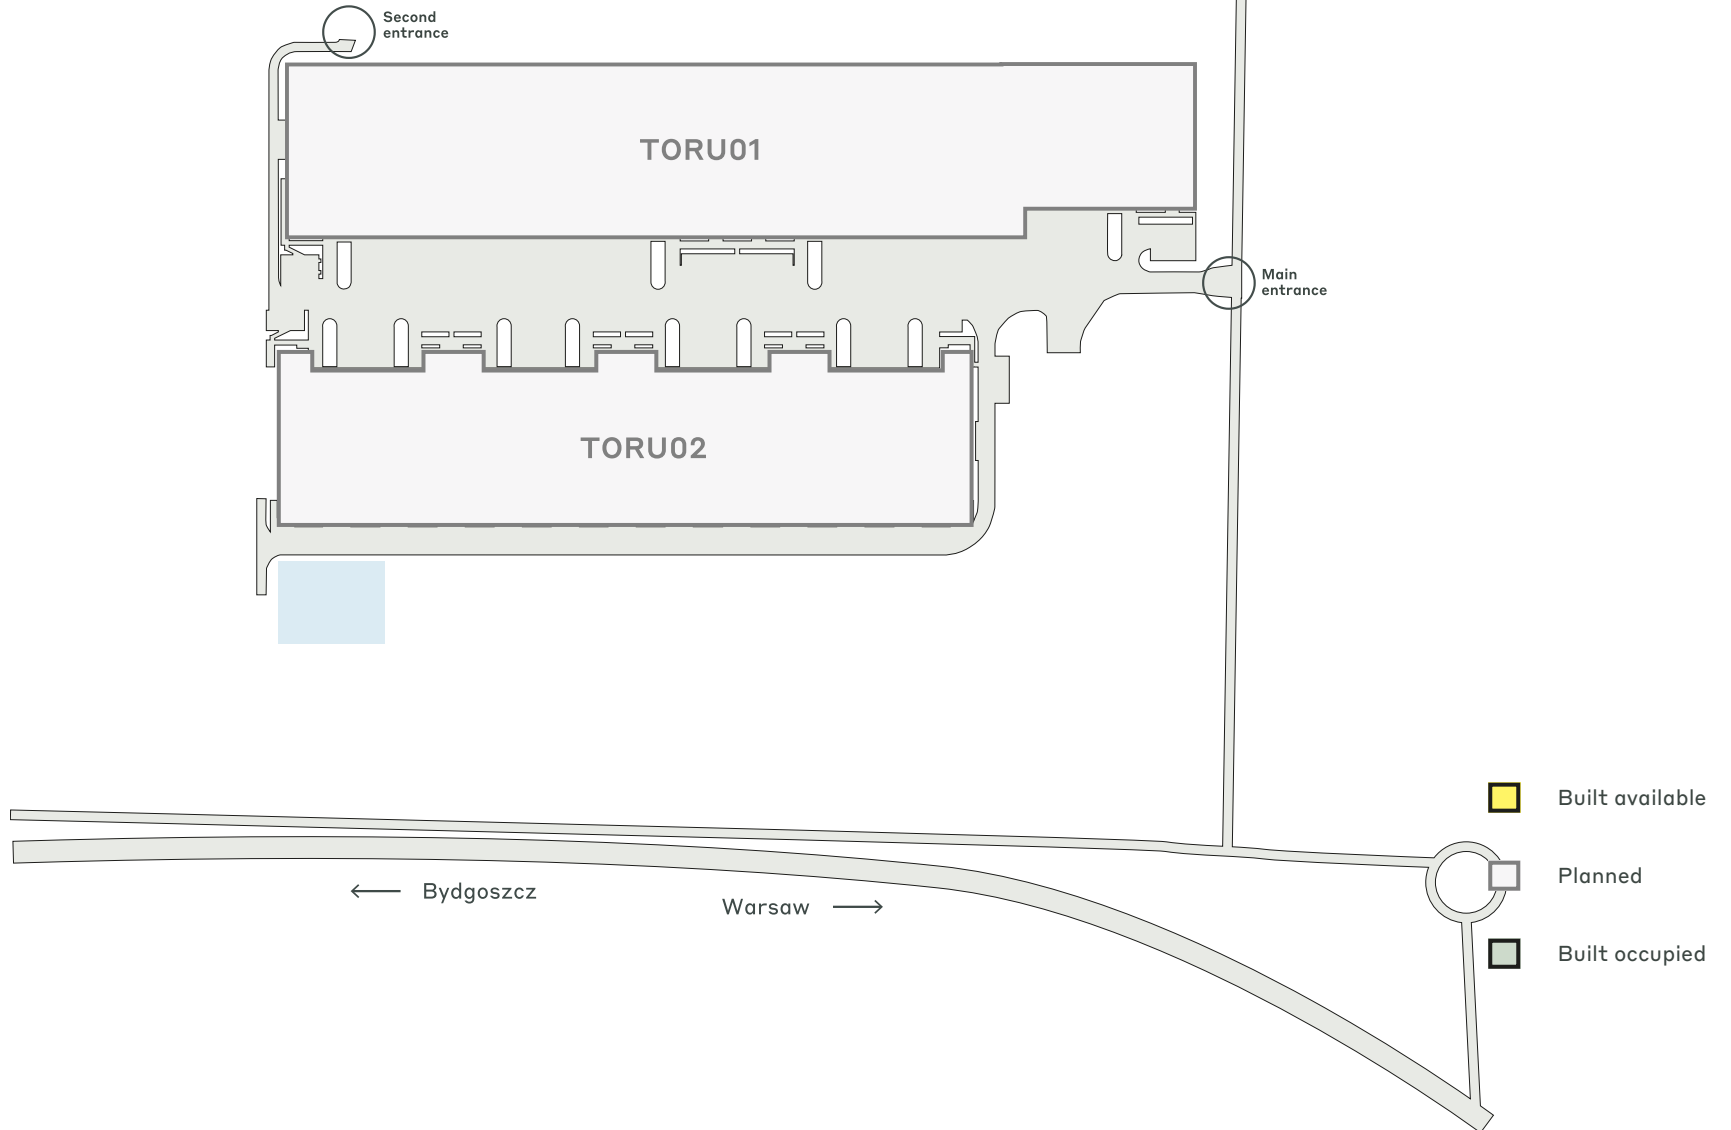 Second
entrance
TORU01
Main
entrance
TORU02
Built available
Planned
Bydgoszcz
Warsaw
Built occupied